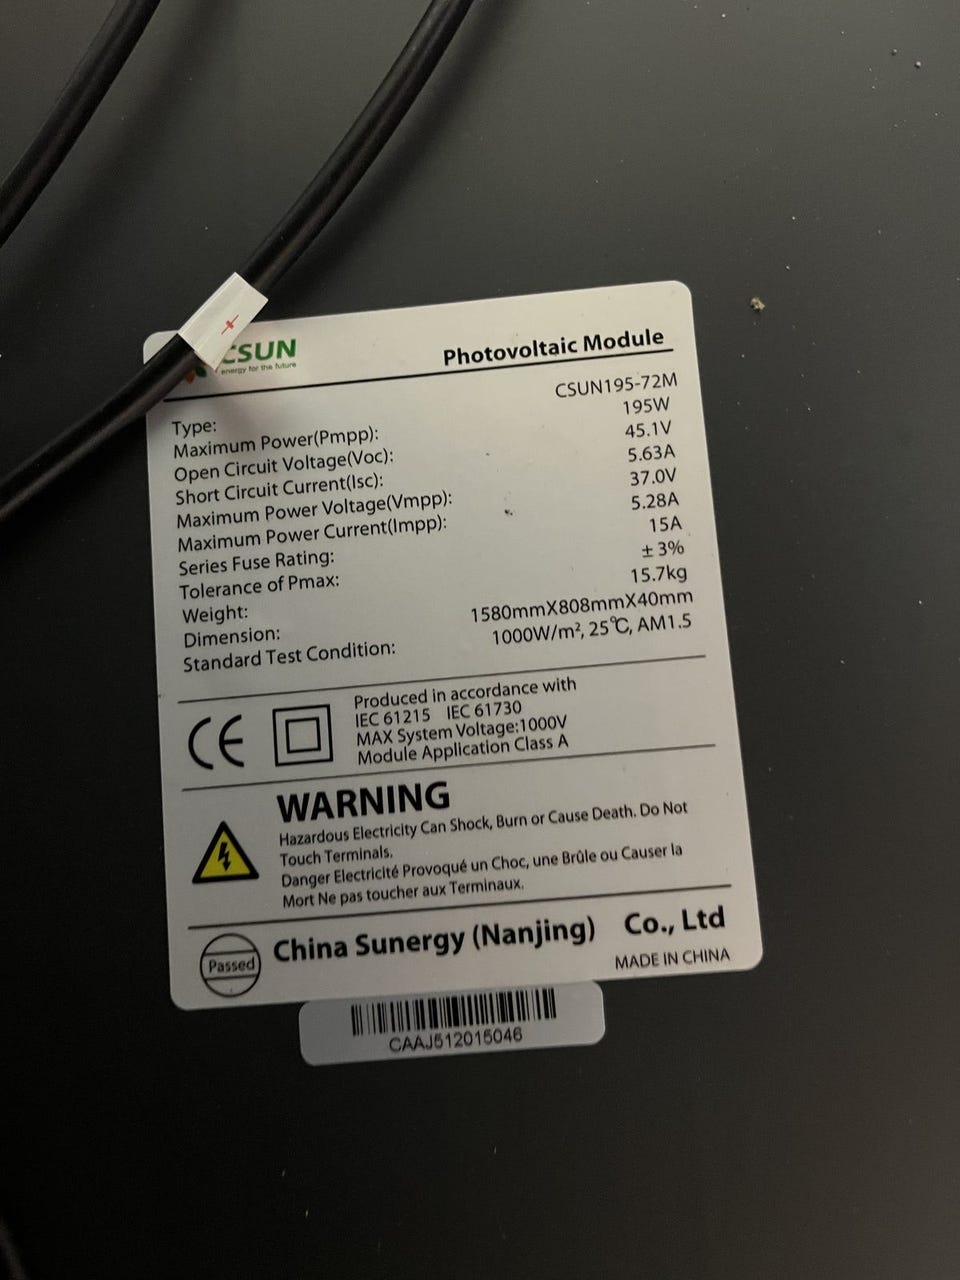 +
CSUN
energy for the future
Photovoltaic Module
Type: CSUN195-72M
Maximum Power(Pmpp): 195W
Open Circuit Voltage(Voc): 45.1V
Short Circuit Current(Isc): 5.63A
Maximum Power Voltage(Vmpp): 37.0V
Maximum Power Current(Impp): 5.28A
Series Fuse Rating: 15A
Tolerance of Pmax: ± 3%
Weight: 15.7kg
Dimension: 1580mmX808mmX40mm
Standard Test Condition: 1000W/m², 25℃, AM1.5
CE
Produced in accordance with
IEC 61215 IEC 61730
MAX System Voltage:1000V
Module Application Class A
WARNING
Hazardous Electricity Can Shock, Burn or Cause Death. Do Not
Touch Terminals.
Danger Electricité Provoqué un Choc, une Brûle ou Causer la
Mort Ne pas toucher aux Terminaux.
Passed
China Sunergy (Nanjing) Co., Ltd
MADE IN CHINA
CAAJ512015046